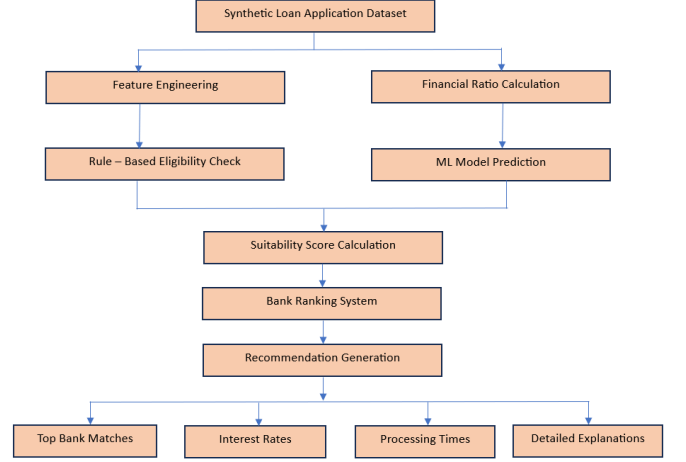 Synthetic Loan Application Dataset
Feature Engineering
Financial Ratio Calculation
Rule – Based Eligibility Check
ML Model Prediction
Suitability Score Calculation
Bank Ranking System
Recommendation Generation
Top Bank Matches
Interest Rates
Processing Times
Detailed Explanations